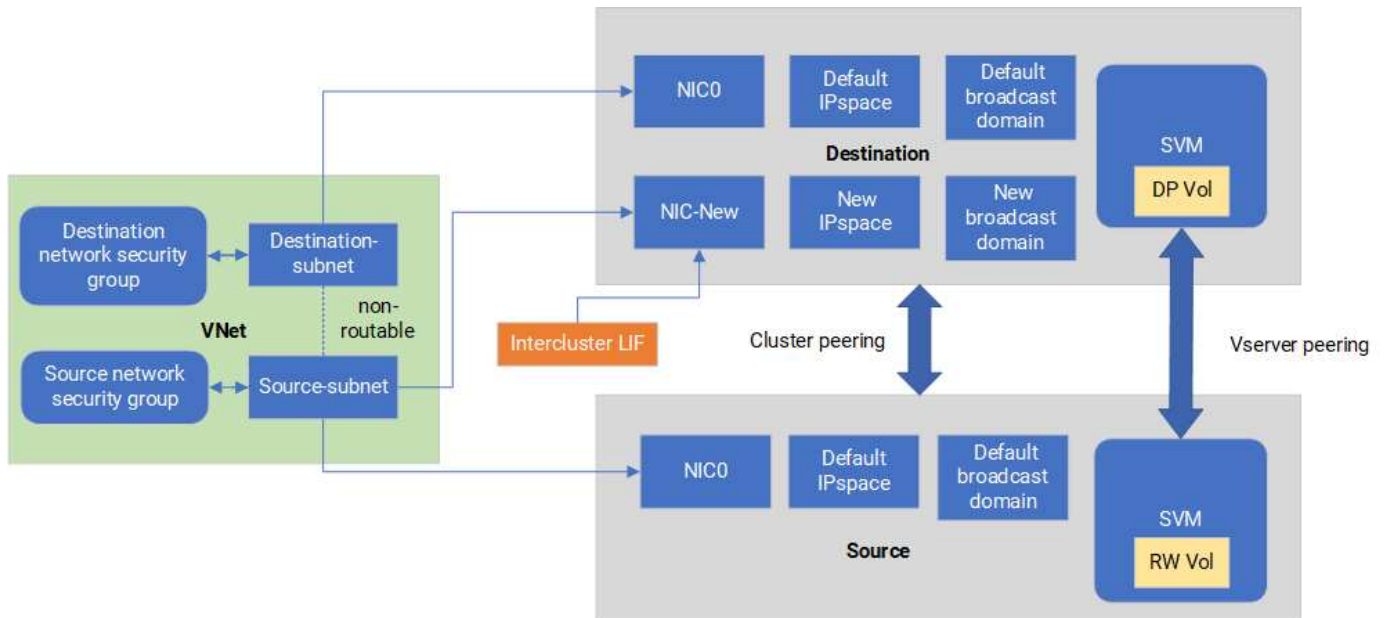 NIC0
Default
IPspace
Default
broadcast
domain
SVM
DP Vol
Destination
NIC-New
New
IPspace
New
broadcast
domain
Destination
network security
group
Destination-
subnet
non-
routable
VNet
Source network
security group
Source-subnet
Intercluster LIF
Cluster peering
Vserver peering
NIC0
Default
IPspace
Default
broadcast
domain
SVM
RW Vol
Source